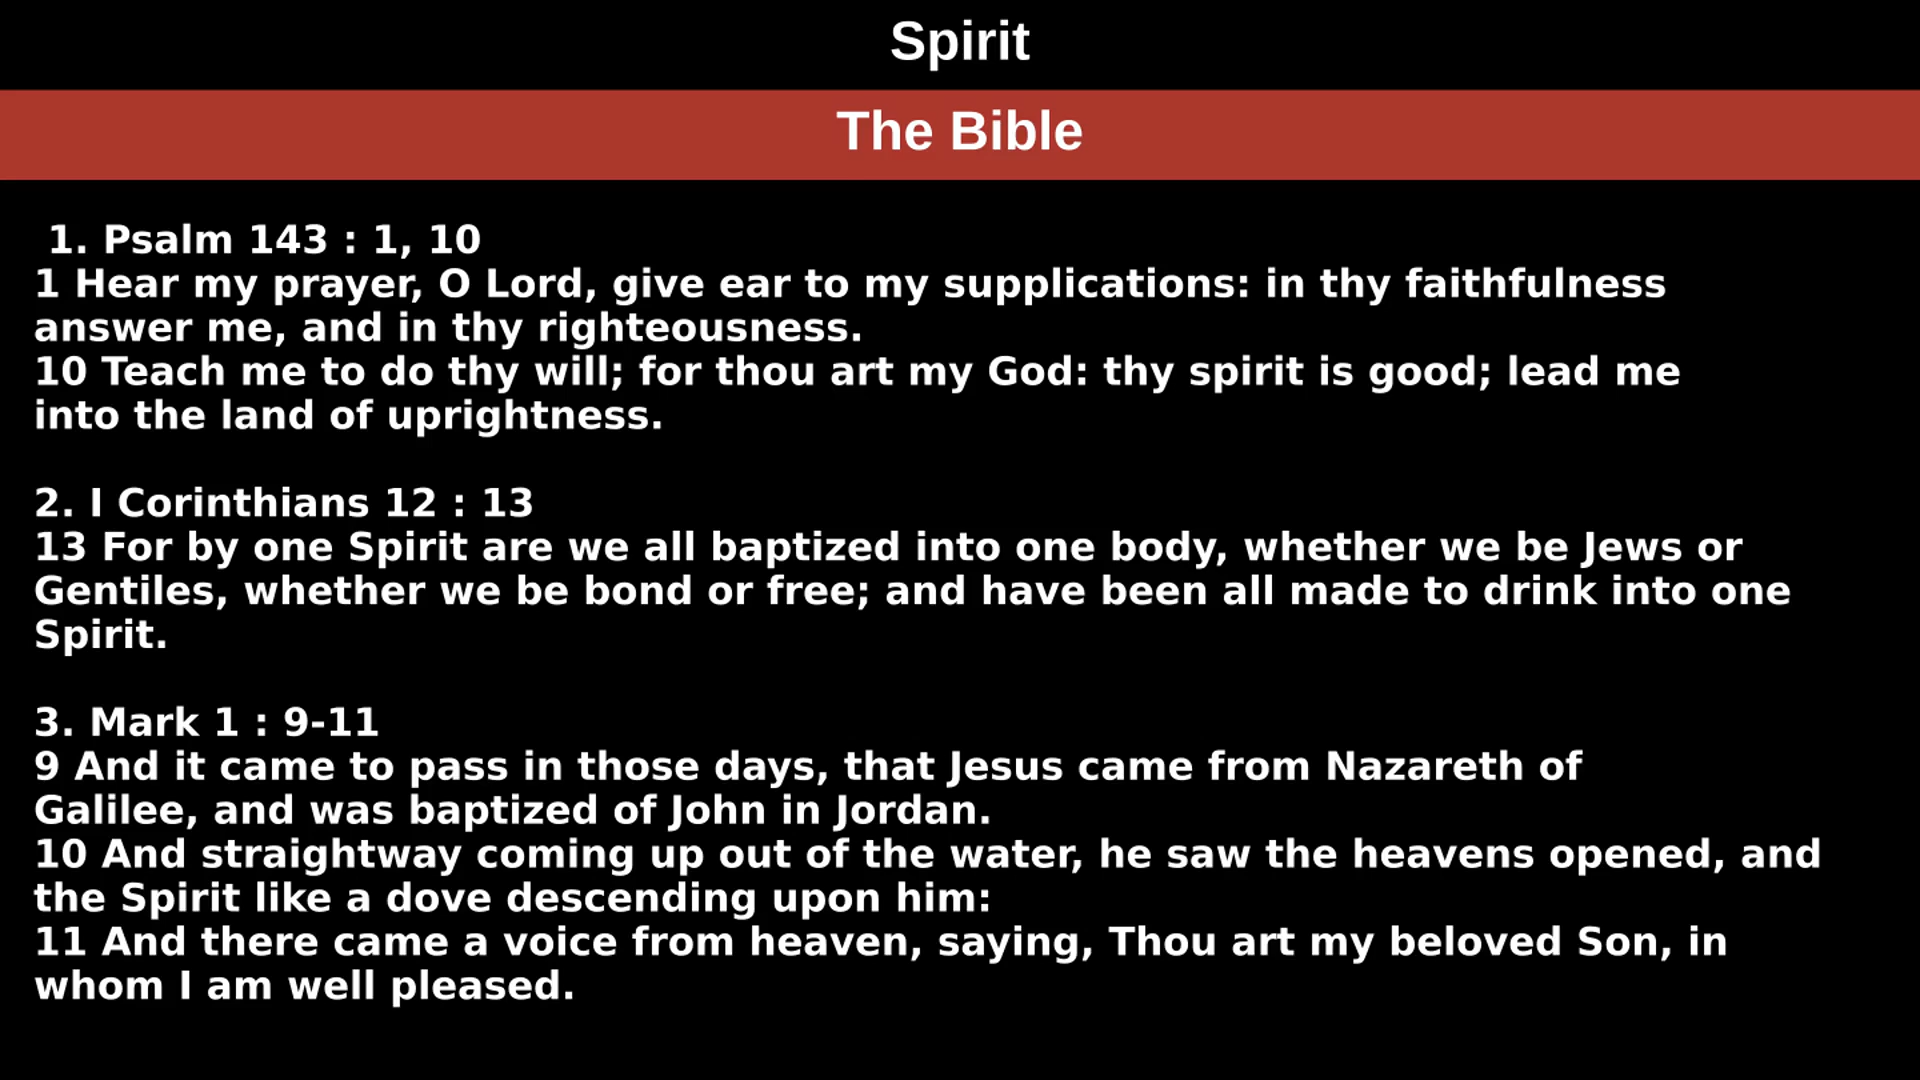 Spirit
The Bible
1. Psalm 143 : 1, 10
1 Hear my prayer, O Lord, give ear to my supplications: in thy faithfulness
answer me, and in thy righteousness.
10 Teach me to do thy will; for thou art my God: thy spirit is good; lead me
into the land of uprightness.
2. I Corinthians 12 : 13
13 For by one Spirit are we all baptized into one body, whether we be Jews or
Gentiles, whether we be bond or free; and have been all made to drink into one
Spirit.
3. Mark 1 : 9-11
9 And it came to pass in those days, that Jesus came from Nazareth of
Galilee, and was baptized of John in Jordan.
10 And straightway coming up out of the water, he saw the heavens opened, and
the Spirit like a dove descending upon him:
11 And there came a voice from heaven, saying, Thou art my beloved Son, in
whom I am well pleased.